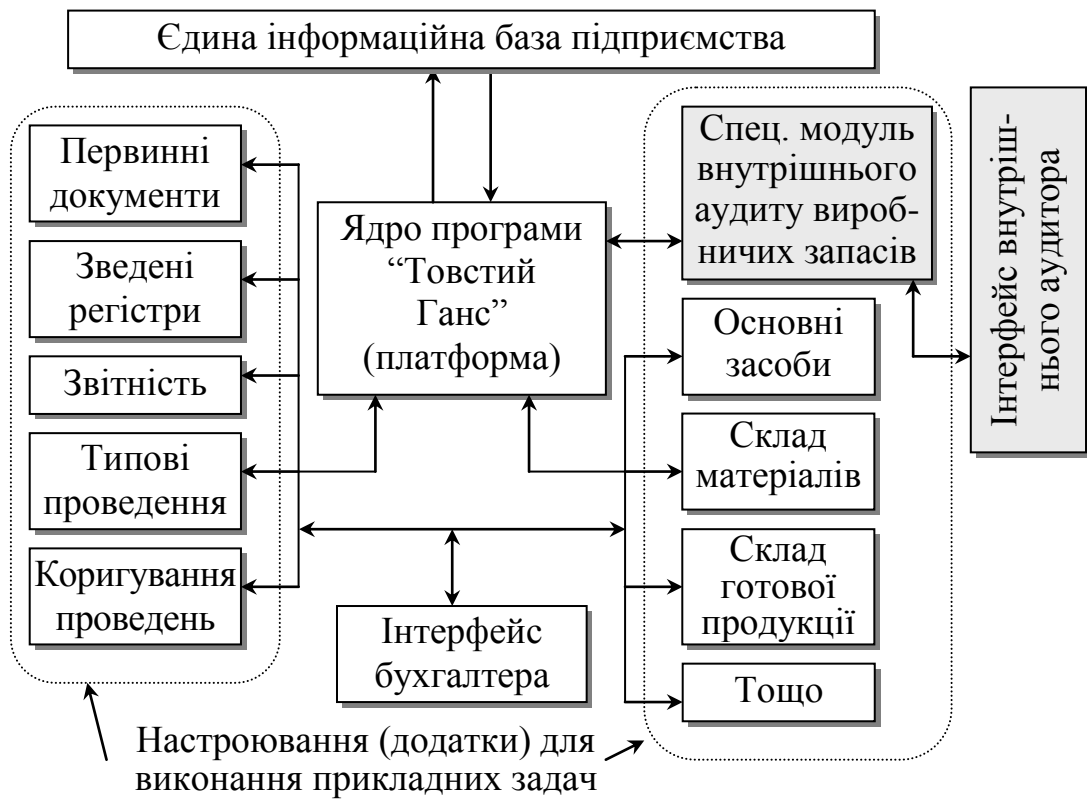 Єдина інформаційна база підприємства
Первинні
документи
Зведені
регістри
Звітність
Типові
проведення
Коригування
проведень
Ядро програми
“Товстий
Ганс”
(платформа)
Інтерфейс
бухгалтера
Спец. модуль
внутрішнього
аудиту вироб-
ничих запасів
Основні
засоби
Склад
матеріалів
Склад
готової
продукції
Тощо
Інтерфейс внутріш-
нього аудитора
Настроювання (додатки) для
виконання прикладних задач